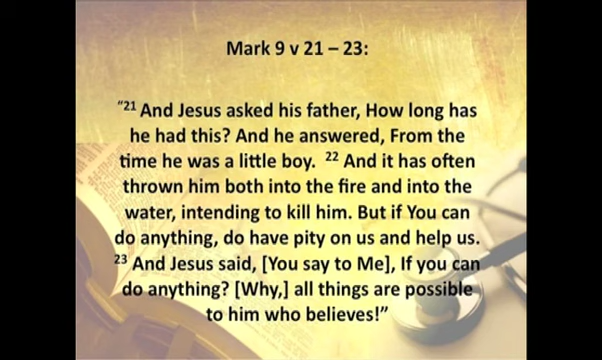 Mark 9 v 21 – 23:
“21 And Jesus asked his father, How long has
he had this? And he answered, From the
time he was a little boy. 22 And it has often
thrown him both into the fire and into the
water, intending to kill him. But if You can
do anything, do have pity on us and help us.
23 And Jesus said, [You say to Me], If you can
do anything? [Why,] all things are possible
to him who believes!”